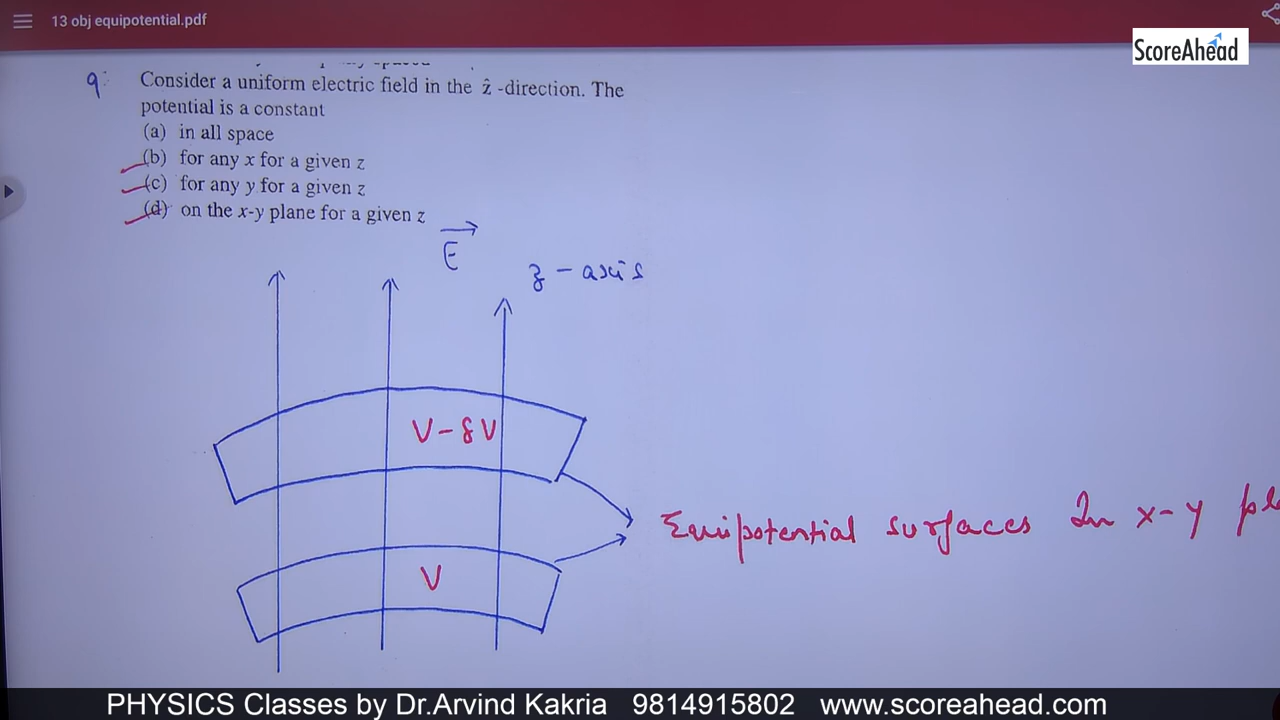 13 obj equipotential.pdf
ScoreAhead
9.
Consider a uniform electric field in the ẑ -direction. The
potential is a constant
(a) in all space
(b) for any x for a given z
(c) for any y for a given z
(d) on the x-y plane for a given z
E
z - axis
V - δV
Equipotential surfaces In x-y
V
PHYSICS Classes by Dr.Arvind Kakria 9814915802 www.scoreahead.com